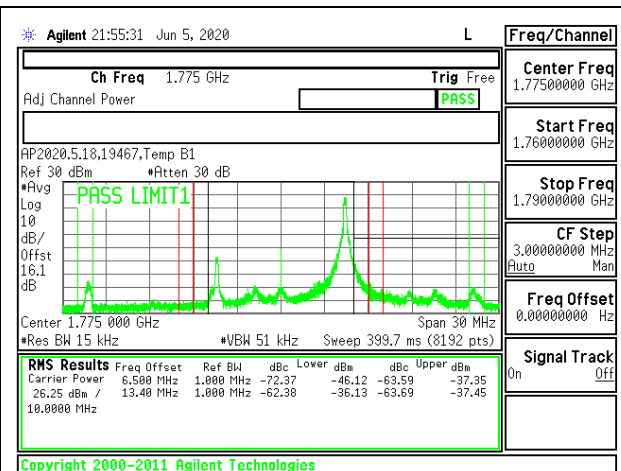 Agilent 21:55:31 Jun 5, 2020 L
Freq/Channel
Ch Freq 1.775 GHz Trig Free
Adj Channel Power PASS
Center Freq
1.77500000 GHz
Start Freq
1.76000000 GHz
AP2020.5.18,19467,Temp B1
Ref 30 dBm #Atten 30 dB
#Avg
Log
10
dB/
Offst
16.1
dB
PASS LIMIT1
Stop Freq
1.79000000 GHz
CF Step
3.00000000 MHz
Auto Man
Freq Offset
0.00000000 Hz
Center 1.775 000 GHz Span 30 MHz
#Res BW 15 kHz #VBW 51 kHz Sweep 399.7 ms (8192 pts)
Signal Track
On Off
RMS Results Freq Offset Ref BW dBc Lower dBm dBc Upper dBm
Carrier Power 6.500 MHz 1.000 MHz -72.37 -46.12 -63.59 -37.35
26.25 dBm / 13.40 MHz 1.000 MHz -62.38 -36.13 -63.69 -37.45
10.0000 MHz
Copyright 2000-2011 Agilent Technologies